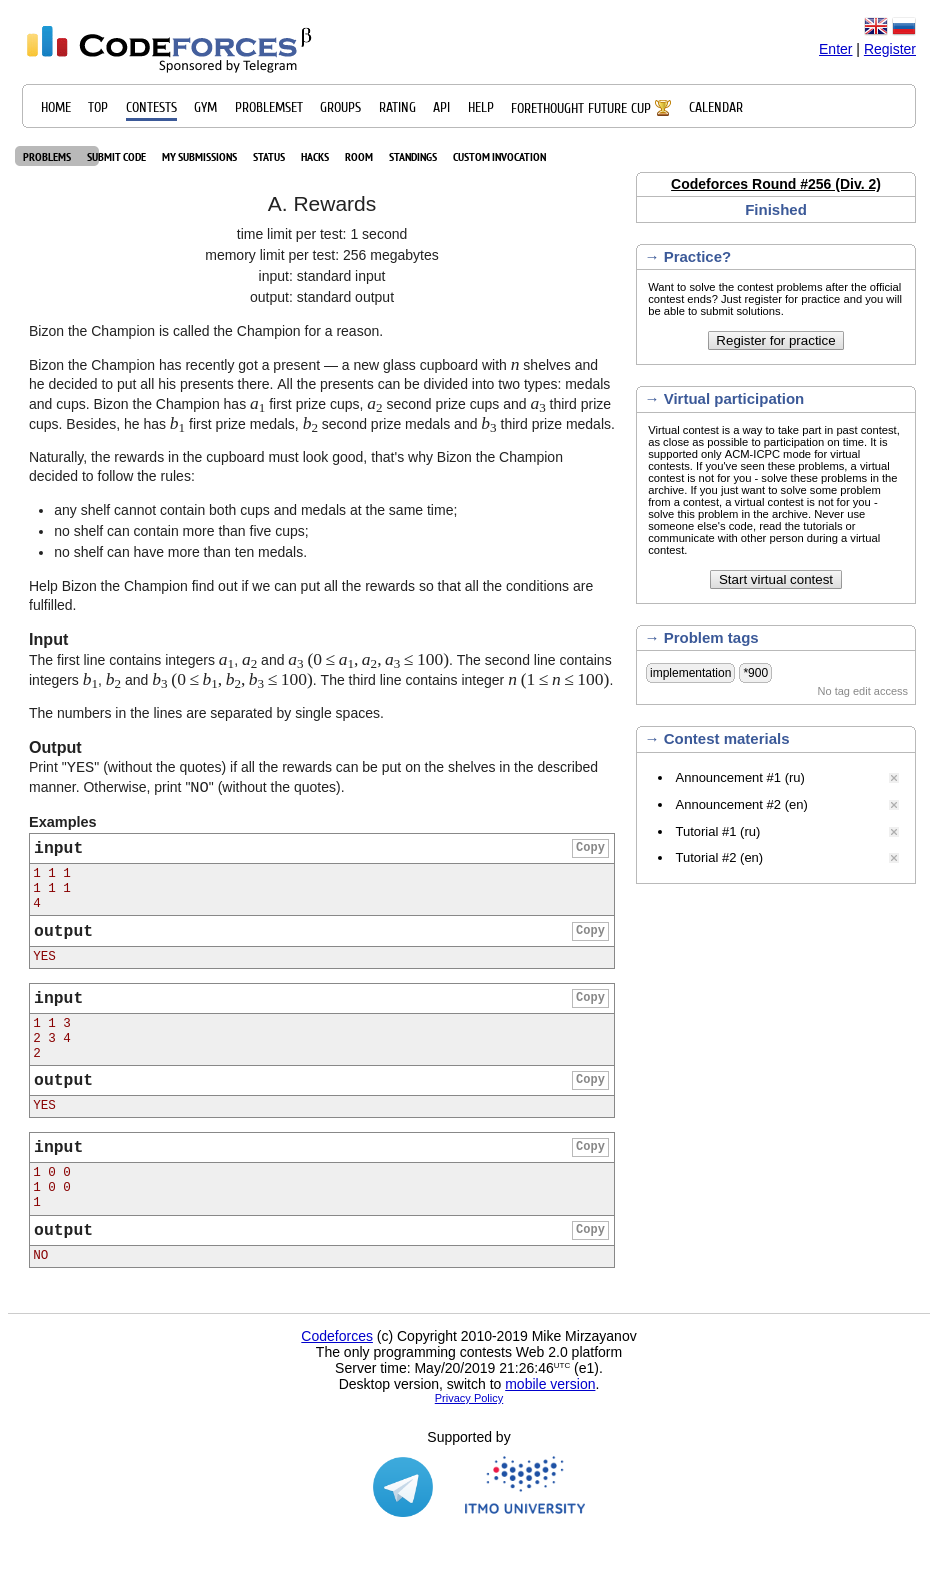 CODEFORCES β
Sponsored by Telegram
Enter | Register
HOME TOP CONTESTS GYM PROBLEMSET GROUPS RATING API HELP FORETHOUGHT FUTURE CUP CALENDAR
PROBLEMS SUBMIT CODE MY SUBMISSIONS STATUS HACKS ROOM STANDINGS CUSTOM INVOCATION
A. Rewards
time limit per test: 1 second
memory limit per test: 256 megabytes
input: standard input
output: standard output
Bizon the Champion is called the Champion for a reason.
Bizon the Champion has recently got a present — a new glass cupboard with n shelves and
he decided to put all his presents there. All the presents can be divided into two types: medals
and cups. Bizon the Champion has a1 first prize cups, a2 second prize cups and a3 third prize
cups. Besides, he has b1 first prize medals, b2 second prize medals and b3 third prize medals.
Naturally, the rewards in the cupboard must look good, that's why Bizon the Champion
decided to follow the rules:
• any shelf cannot contain both cups and medals at the same time;
• no shelf can contain more than five cups;
• no shelf can have more than ten medals.
Help Bizon the Champion find out if we can put all the rewards so that all the conditions are
fulfilled.
Input
The first line contains integers a1, a2 and a3 (0 ≤ a1, a2, a3 ≤ 100). The second line contains
integers b1, b2 and b3 (0 ≤ b1, b2, b3 ≤ 100). The third line contains integer n (1 ≤ n ≤ 100).
The numbers in the lines are separated by single spaces.
Output
Print "YES" (without the quotes) if all the rewards can be put on the shelves in the described
manner. Otherwise, print "NO" (without the quotes).
Examples
input Copy
1 1 1
1 1 1
4
output Copy
YES
input Copy
1 1 3
2 3 4
2
output Copy
YES
input Copy
1 0 0
1 0 0
1
output Copy
NO
Codeforces Round #256 (Div. 2)
Finished
→ Practice?
Want to solve the contest problems after the official
contest ends? Just register for practice and you will
be able to submit solutions.
Register for practice
→ Virtual participation
Virtual contest is a way to take part in past contest,
as close as possible to participation on time. It is
supported only ACM-ICPC mode for virtual
contests. If you've seen these problems, a virtual
contest is not for you - solve these problems in the
archive. If you just want to solve some problem
from a contest, a virtual contest is not for you -
solve this problem in the archive. Never use
someone else's code, read the tutorials or
communicate with other person during a virtual
contest.
Start virtual contest
→ Problem tags
implementation *900
No tag edit access
→ Contest materials
• Announcement #1 (ru)
• Announcement #2 (en)
• Tutorial #1 (ru)
• Tutorial #2 (en)
Codeforces (c) Copyright 2010-2019 Mike Mirzayanov
The only programming contests Web 2.0 platform
Server time: May/20/2019 21:26:46UTC (e1).
Desktop version, switch to mobile version.
Privacy Policy
Supported by
ITMO UNIVERSITY